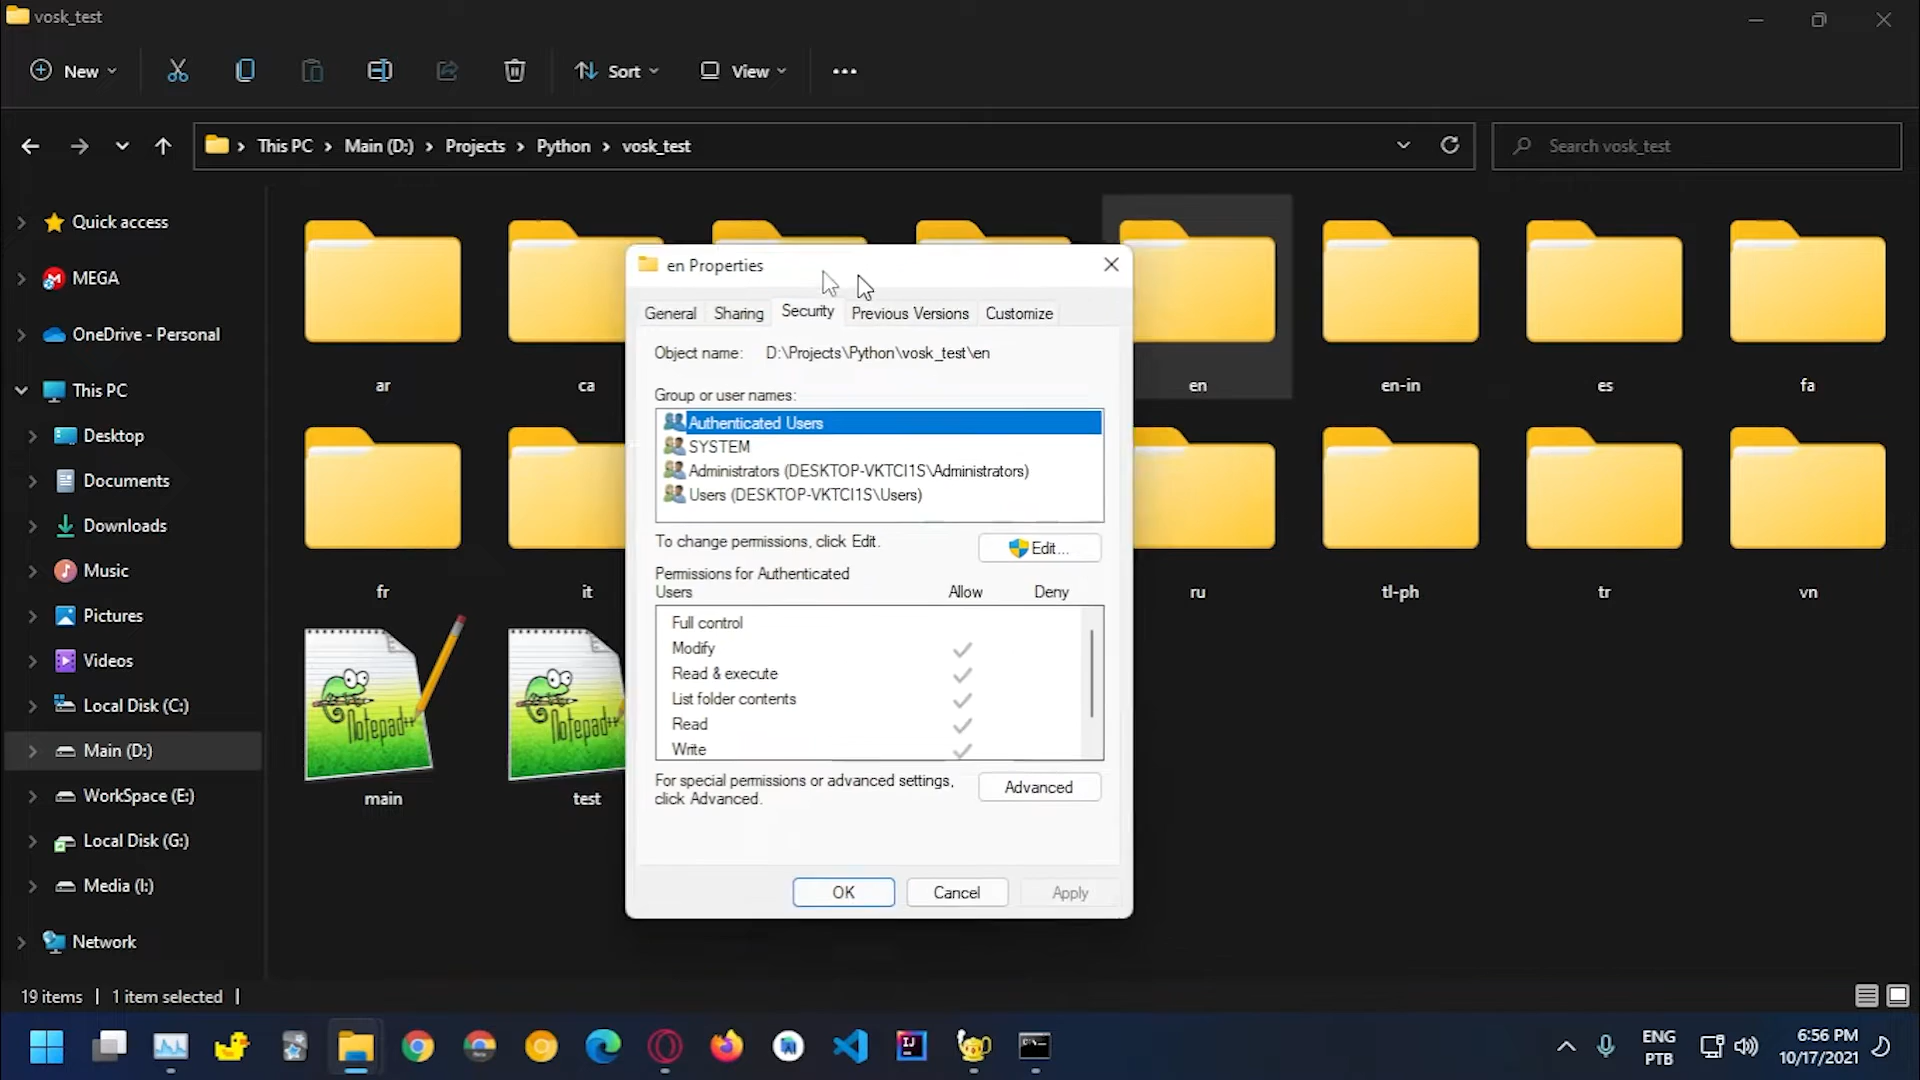 vosk_test
New
Sort
View
This PC
Main (D:)
Projects
Python
vosk_test
Search vosk_test
Quick access
MEGA
OneDrive - Personal
This PC
Desktop
Documents
Downloads
Music
Pictures
Videos
Local Disk (C:)
Main (D:)
WorkSpace (E:)
Local Disk (G:)
Media (I:)
Network
ar
ca
en
en-in
es
fa
fr
it
ru
tl-ph
tr
vn
Notepad++
Notepad++
main
test
en Properties
General
Sharing
Security
Previous Versions
Customize
Object name: D:\Projects\Python\vosk_test\en
Group or user names:
Authenticated Users
SYSTEM
Administrators (DESKTOP-VKTCI1S\Administrators)
Users (DESKTOP-VKTCI1S\Users)
To change permissions, click Edit.
Edit...
Permissions for Authenticated
Users
Allow
Deny
Full control
Modify
Read & execute
List folder contents
Read
Write
For special permissions or advanced settings,
click Advanced.
Advanced
OK
Cancel
Apply
19 items
1 item selected
ENG
PTB
6:56 PM
10/17/2021